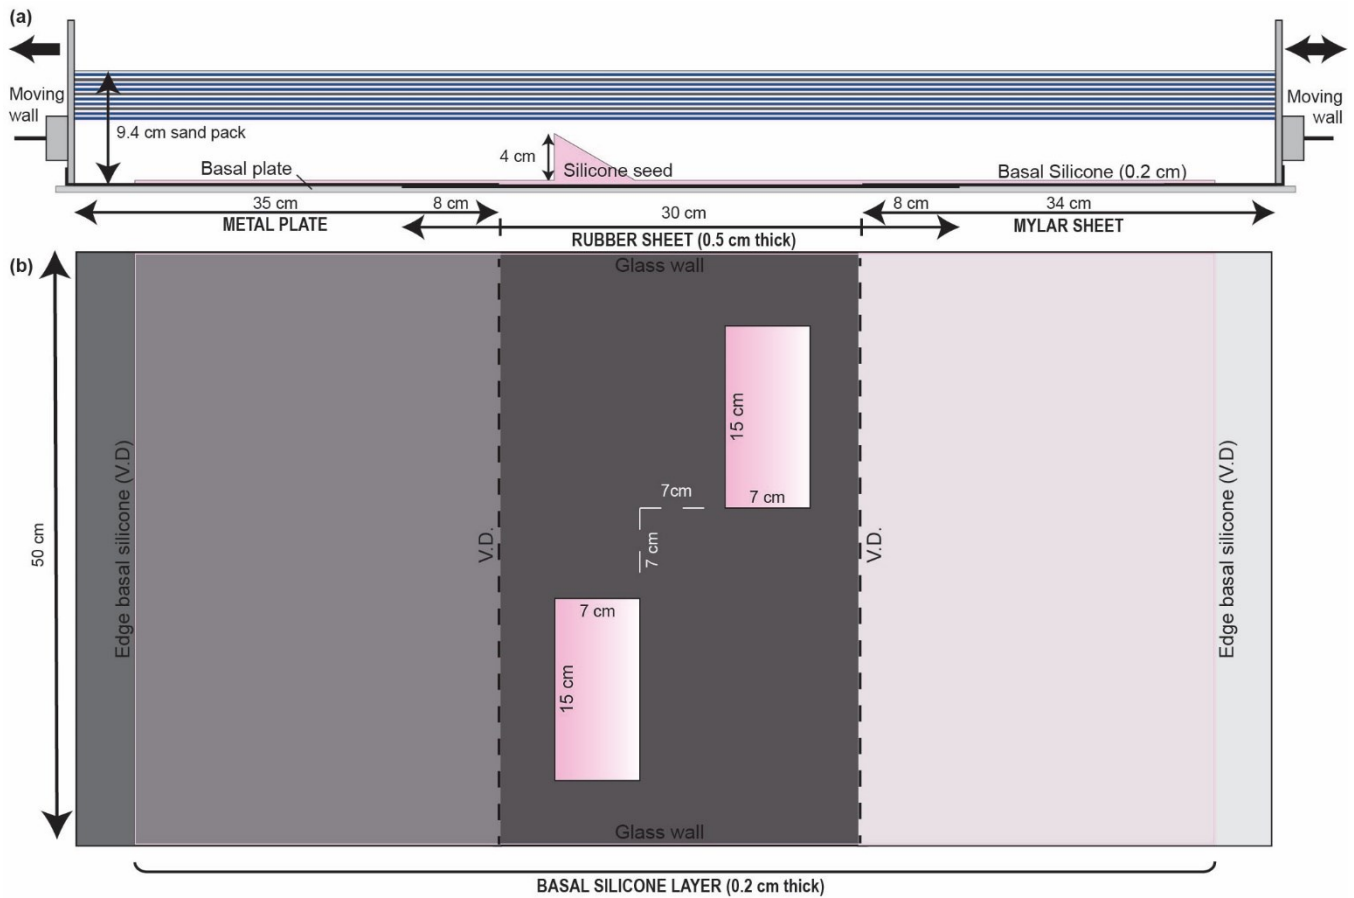 (a)
Moving
wall
Moving
wall
9.4 cm sand pack
4 cm
Basal plate
Silicone seed
Basal Silicone (0.2 cm)
35 cm
8 cm
30 cm
8 cm
34 cm
METAL PLATE
MYLAR SHEET
RUBBER SHEET (0.5 cm thick)
(b)
Glass wall
15 cm
7cm
7 cm
7 cm
50 cm
Edge basal silicone (V.D)
V.D.
V.D.
Edge basal silicone (V.D)
7 cm
15 cm
Glass wall
BASAL SILICONE LAYER (0.2 cm thick)